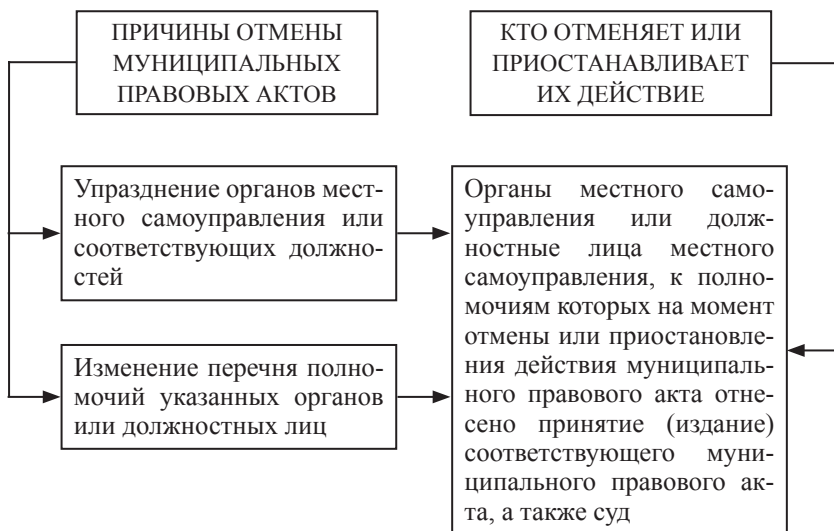 ПРИЧИНЫ ОТМЕНЫ
МУНИЦИПАЛЬНЫХ
ПРАВОВЫХ АКТОВ
КТО ОТМЕНЯЕТ ИЛИ
ПРИОСТАНАВЛИВАЕТ
ИХ ДЕЙСТВИЕ
Упразднение органов мест-
ного самоуправления или
соответствующих должно-
стей
Изменение перечня полно-
мочий указанных органов
или должностных лиц
Органы местного само-
управления или долж-
ностные лица местного
самоуправления, к полно-
мочиям которых на момент
отмены или приостановле-
ния действия муниципаль-
ного правового акта отне-
сено принятие (издание)
соответствующего муни-
ципального правового ак-
та, а также суд